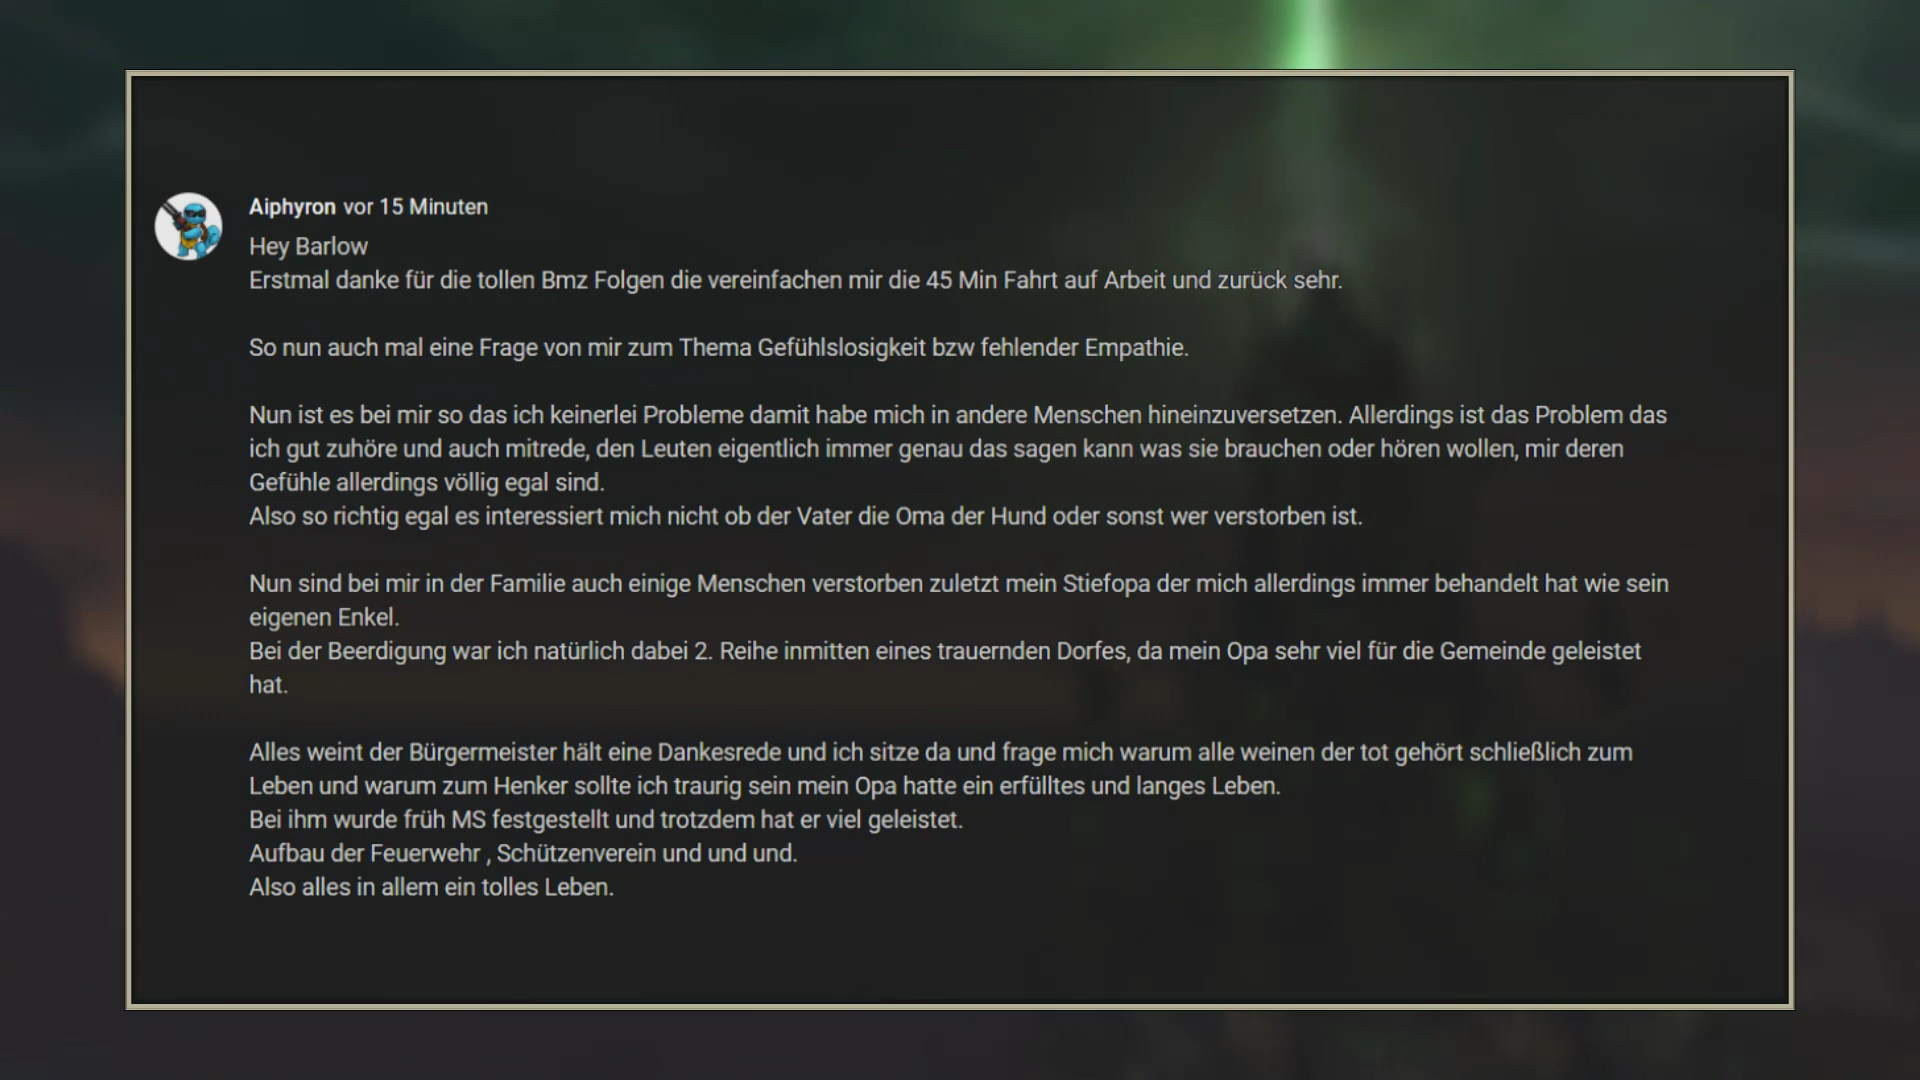 Aiphyron vor 15 Minuten
Hey Barlow
Erstmal danke für die tollen Bmz Folgen die vereinfachen mir die 45 Min Fahrt auf Arbeit und zurück sehr.
So nun auch mal eine Frage von mir zum Thema Gefühlslosigkeit bzw fehlender Empathie.
Nun ist es bei mir so das ich keinerlei Probleme damit habe mich in andere Menschen hineinzuversetzen. Allerdings ist das Problem das
ich gut zuhöre und auch mitrede, den Leuten eigentlich immer genau das sagen kann was sie brauchen oder hören wollen, mir deren
Gefühle allerdings völlig egal sind.
Also so richtig egal es interessiert mich nicht ob der Vater die Oma der Hund oder sonst wer verstorben ist.
Nun sind bei mir in der Familie auch einige Menschen verstorben zuletzt mein Stiefopa der mich allerdings immer behandelt hat wie sein
eigenen Enkel.
Bei der Beerdigung war ich natürlich dabei 2. Reihe inmitten eines trauernden Dorfes, da mein Opa sehr viel für die Gemeinde geleistet
hat.
Alles weint der Bürgermeister hält eine Dankesrede und ich sitze da und frage mich warum alle weinen der tot gehört schließlich zum
Leben und warum zum Henker sollte ich traurig sein mein Opa hatte ein erfülltes und langes Leben.
Bei ihm wurde früh MS festgestellt und trotzdem hat er viel geleistet.
Aufbau der Feuerwehr , Schützenverein und und und.
Also alles in allem ein tolles Leben.